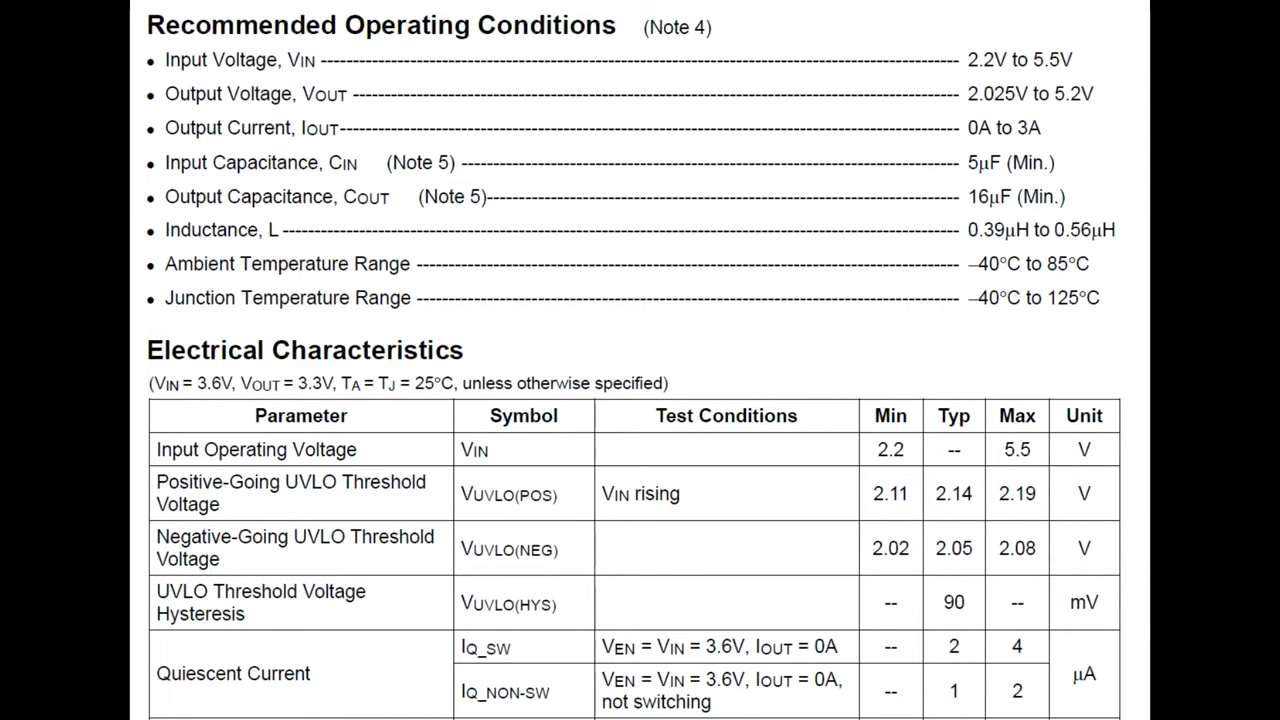 Recommended Operating Conditions (Note 4)
• Input Voltage, VIN ---------------------------------------- 2.2V to 5.5V
• Output Voltage, VOUT ---------------------------------------- 2.025V to 5.2V
• Output Current, IOUT---------------------------------------- 0A to 3A
• Input Capacitance, CIN (Note 5) ---------------------------------------- 5μF (Min.)
• Output Capacitance, COUT (Note 5)---------------------------------------- 16μF (Min.)
• Inductance, L ---------------------------------------- 0.39μH to 0.56μH
• Ambient Temperature Range ---------------------------------------- –40°C to 85°C
• Junction Temperature Range ---------------------------------------- –40°C to 125°C
Electrical Characteristics
(VIN = 3.6V, VOUT = 3.3V, TA = TJ = 25°C, unless otherwise specified)
Parameter Symbol Test Conditions Min Typ Max Unit
Input Operating Voltage VIN 2.2 -- 5.5 V
Positive-Going UVLO Threshold
Voltage VUVLO(POS) VIN rising 2.11 2.14 2.19 V
Negative-Going UVLO Threshold
Voltage VUVLO(NEG) 2.02 2.05 2.08 V
UVLO Threshold Voltage
Hysteresis VUVLO(HYS) -- 90 -- mV
Quiescent Current IQ_SW VEN = VIN = 3.6V, IOUT = 0A -- 2 4 μA
IQ_NON-SW VEN = VIN = 3.6V, IOUT = 0A,
not switching -- 1 2